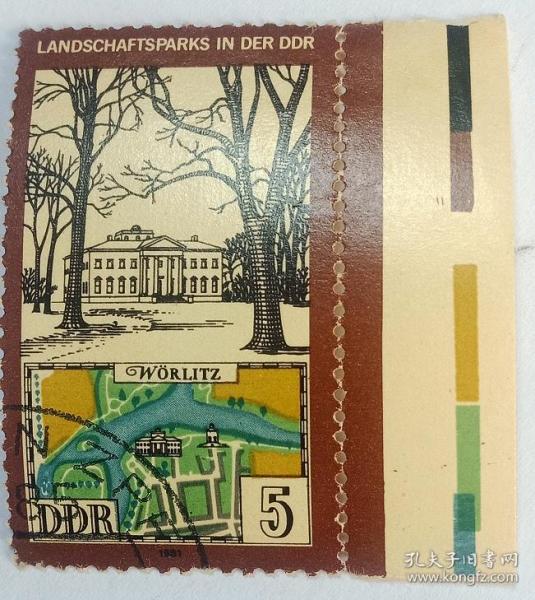 LANDSCHAFTSPARKS IN DER DDR
WÖRLITZ
DDR
5
1981
孔夫子旧书网
www.kongfz.com